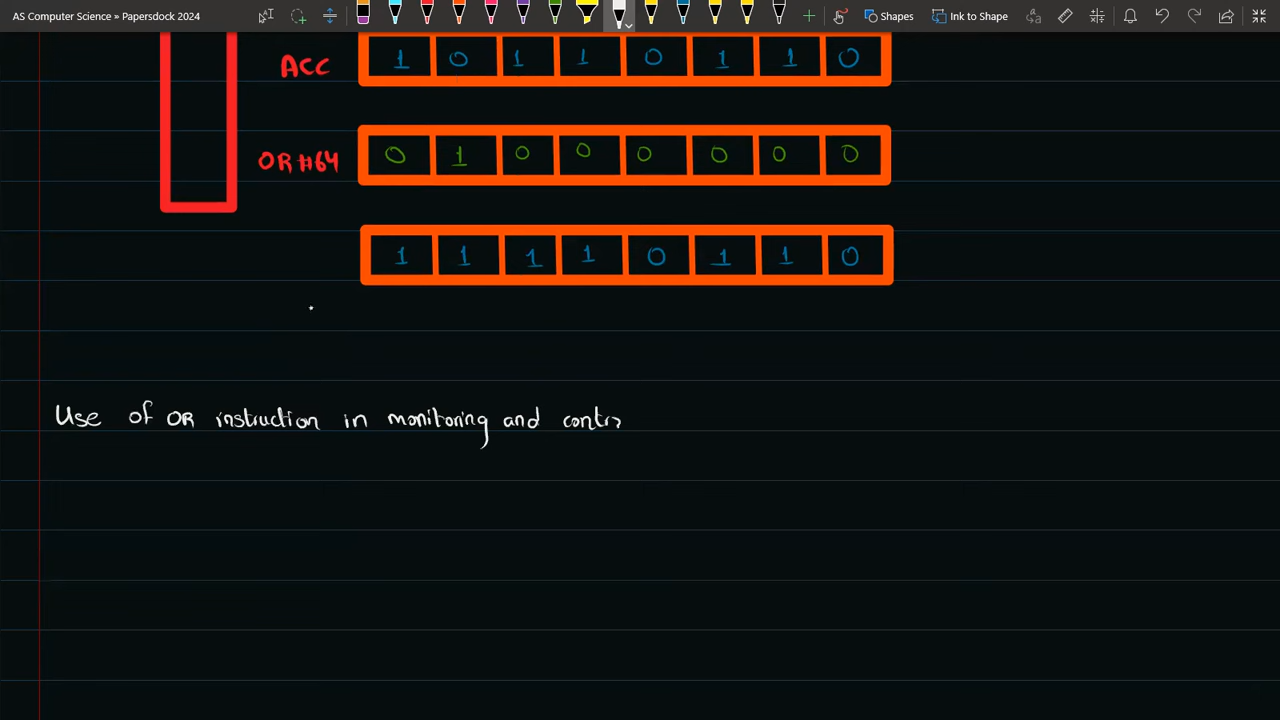 AS Computer Science » Papersdock 2024
Shapes
Ink to Shape
ACC 1 0 1 1 0 1 1 0
OR #64 0 1 0 0 0 0 0 0
1 1 1 1 0 1 1 0
Use of OR instruction in monitoring and contr